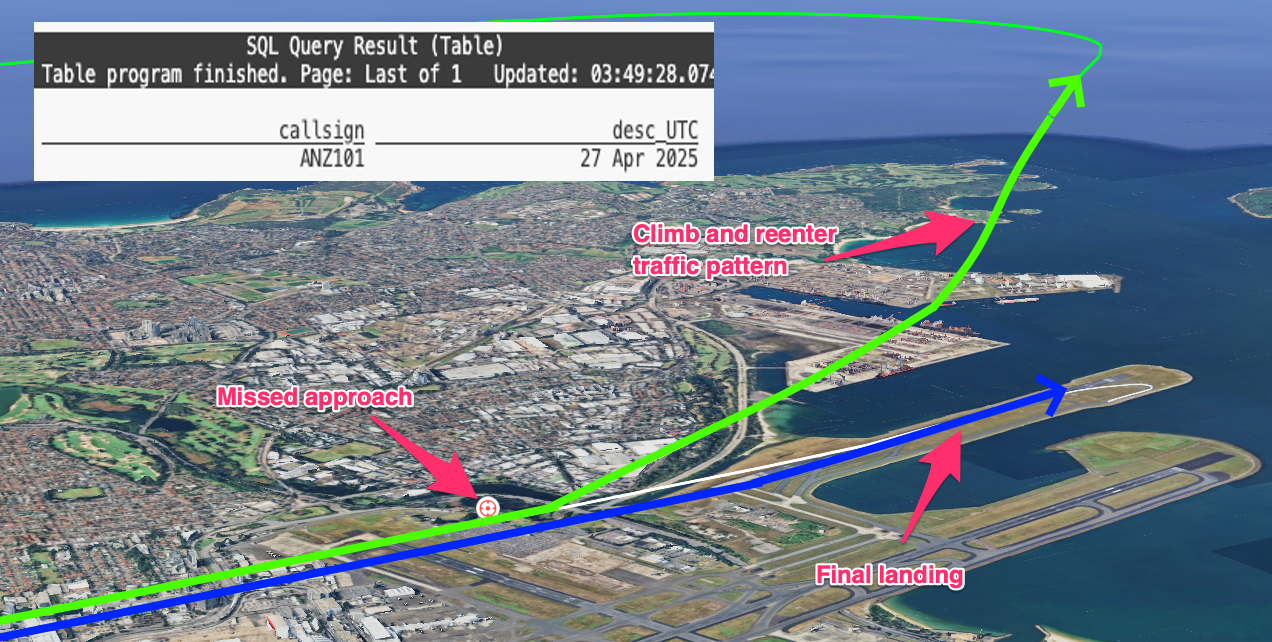 SQL Query Result (Table)
Table program finished. Page: Last of 1 Updated: 03:49:28.074
callsign desc_UTC
ANZ101 27 Apr 2025
Climb and reenter
traffic pattern
Missed approach
Final landing